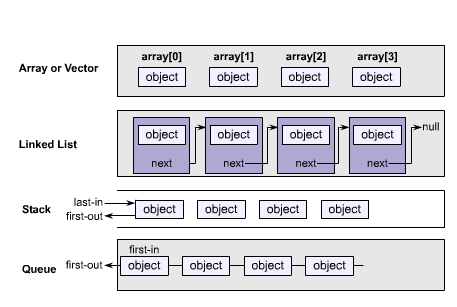 array[0] array[1] array[2] array[3]
Array or Vector object object object object
object object object object null
Linked List
next next next next
last-in
Stack object object object object
first-out
first-in
Queue first-out object object object object